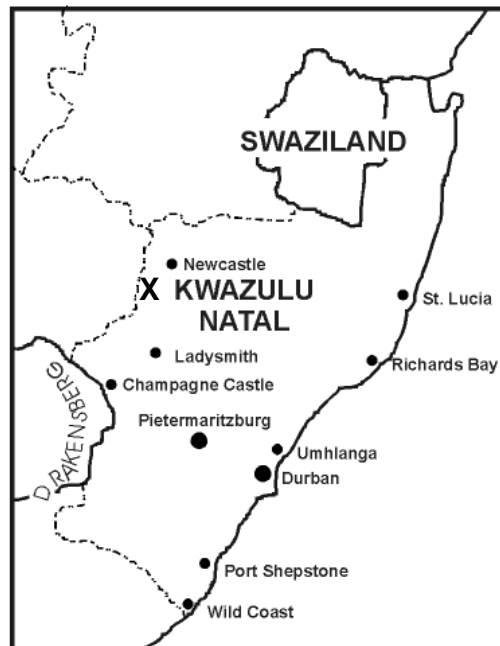 SWAZILAND
Newcastle
X KWAZULU
NATAL
St. Lucia
Ladysmith
Richards Bay
Champagne Castle
DRAKENSBERG
Pietermaritzburg
Umhlanga
Durban
Port Shepstone
Wild Coast